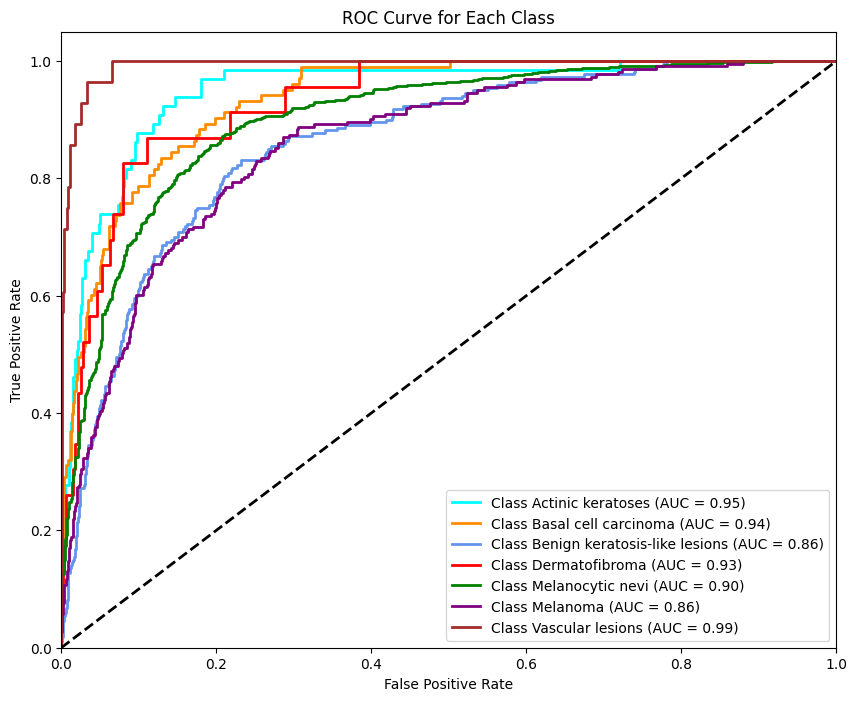 ROC Curve for Each Class
True Positive Rate
1.0
0.8
0.6
0.4
0.2
0.0
Class Actinic keratoses (AUC = 0.95)
Class Basal cell carcinoma (AUC = 0.94)
Class Benign keratosis-like lesions (AUC = 0.86)
Class Dermatofibroma (AUC = 0.93)
Class Melanocytic nevi (AUC = 0.90)
Class Melanoma (AUC = 0.86)
Class Vascular lesions (AUC = 0.99)
0.0 0.2 0.4 0.6 0.8 1.0
False Positive Rate